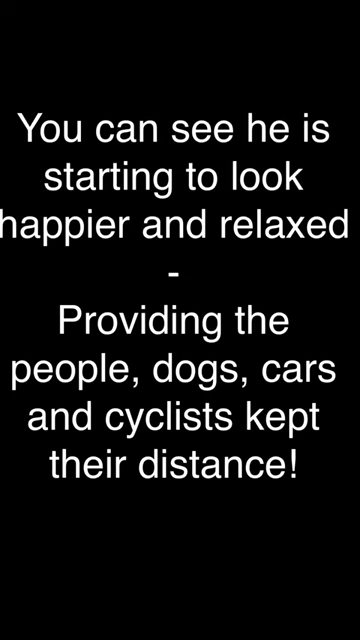 You can see he is
starting to look
happier and relaxed
-
Providing the
people, dogs, cars
and cyclists kept
their distance!